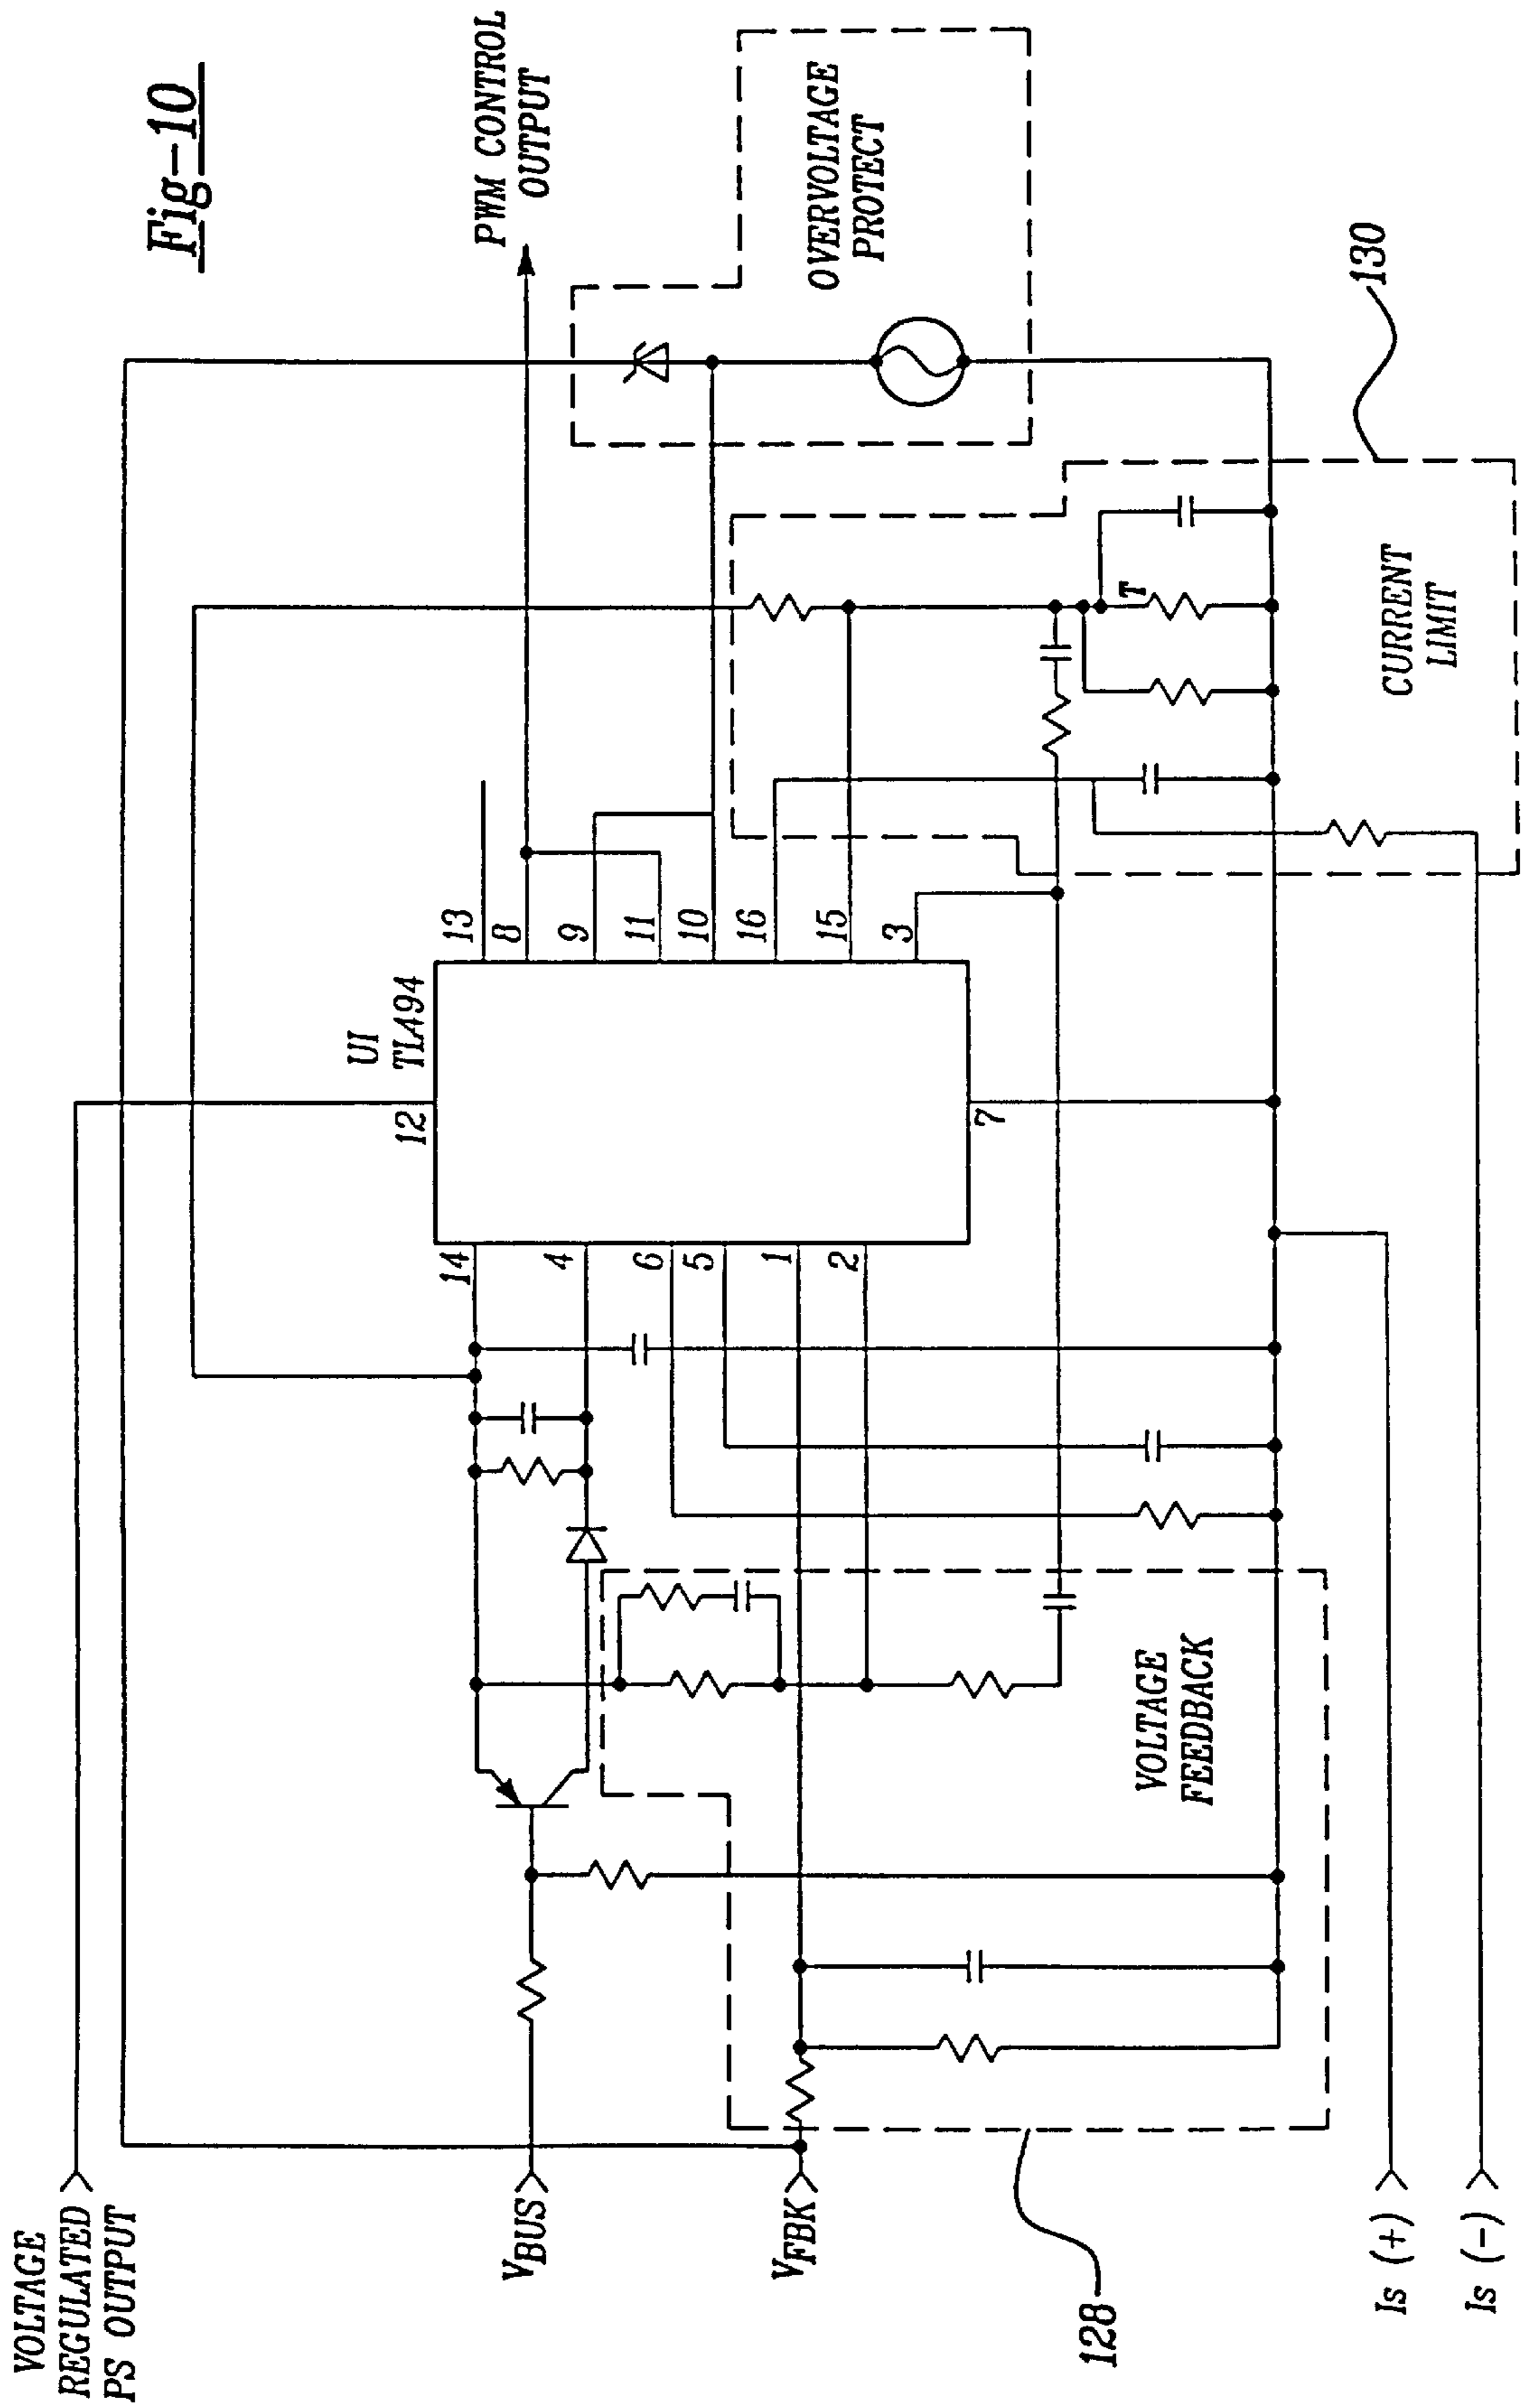 Fig-10
VOLTAGE
REGULATED
PS OUTPUT
VBUS
VFBK
128
Is (+)
Is (-)
VOLTAGE
FEEDBACK
14
4
6
5
1
2
12
7
UI
TL494
13
8
9
11
10
16
15
3
PWM CONTROL
OUTPUT
OVERVOLTAGE
PROTECT
T
CURRENT
LIMIT
130